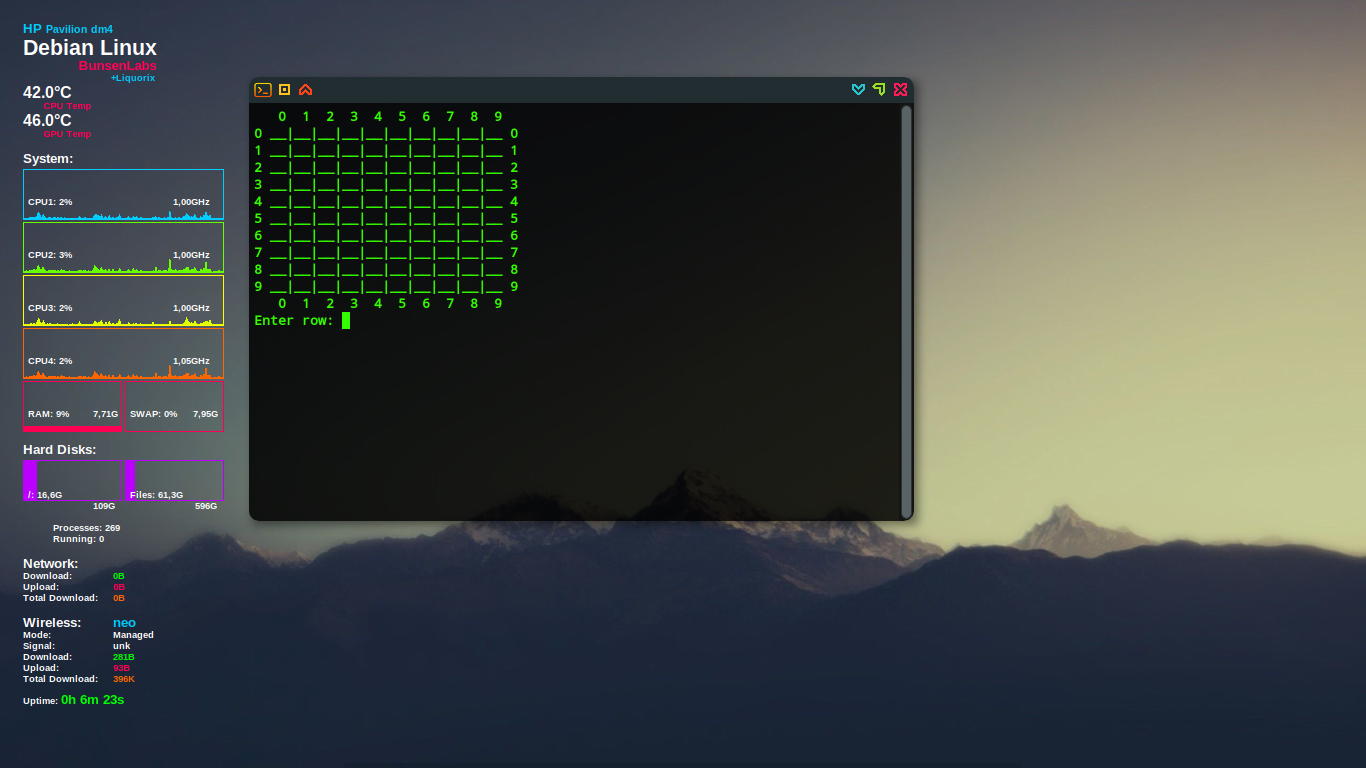 HP Pavilion dm4
Debian Linux
BunsenLabs
+Liquorix
42.0°C
CPU Temp
46.0°C
GPU Temp
System:
CPU1: 2% 1,00GHz
CPU2: 3% 1,00GHz
CPU3: 2% 1,00GHz
CPU4: 2% 1,05GHz
RAM: 9% 7,71G SWAP: 0% 7,95G
Hard Disks:
/: 16,6G Files: 61,3G
109G 596G
Processes: 269
Running: 0
Network:
Download: 0B
Upload: 0B
Total Download: 0B
Wireless: neo
Mode: Managed
Signal: unk
Download: 281B
Upload: 93B
Total Download: 396K
Uptime: 0h 6m 23s
0 1 2 3 4 5 6 7 8 9
0 __|__|__|__|__|__|__|__|__|__ 0
1 __|__|__|__|__|__|__|__|__|__ 1
2 __|__|__|__|__|__|__|__|__|__ 2
3 __|__|__|__|__|__|__|__|__|__ 3
4 __|__|__|__|__|__|__|__|__|__ 4
5 __|__|__|__|__|__|__|__|__|__ 5
6 __|__|__|__|__|__|__|__|__|__ 6
7 __|__|__|__|__|__|__|__|__|__ 7
8 __|__|__|__|__|__|__|__|__|__ 8
9 __|__|__|__|__|__|__|__|__|__ 9
0 1 2 3 4 5 6 7 8 9
Enter row: